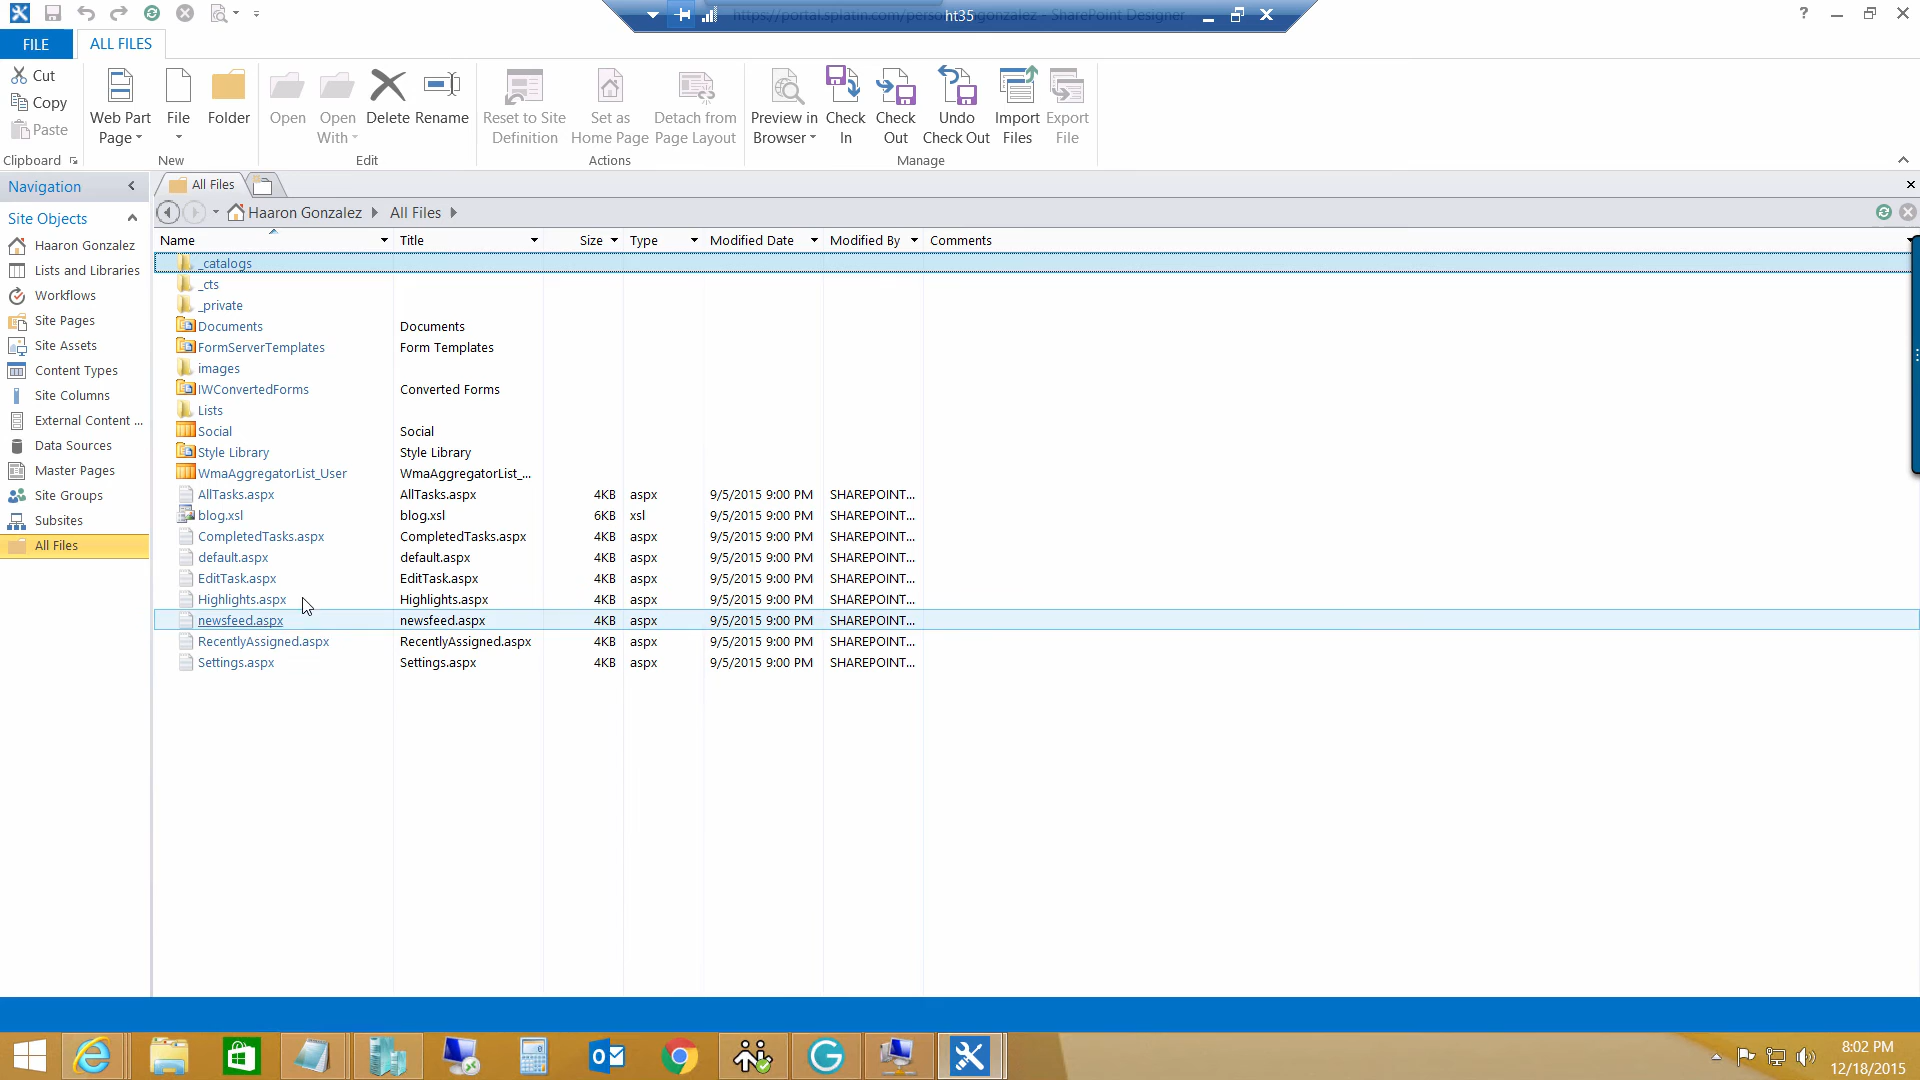 https://portal.splatin.com/perso gonzalez - SharePoint Designer
ht35
?
FILE
ALL FILES
Cut
Copy
Paste
Clipboard
Web Part Page
File
Folder
New
Open
Open With
Delete
Rename
Edit
Reset to Site Definition
Set as Home Page
Detach from Page Layout
Actions
Preview in Browser
Check In
Check Out
Undo Check Out
Import Files
Export File
Manage
Navigation
Site Objects
Haaron Gonzalez
Lists and Libraries
Workflows
Site Pages
Site Assets
Content Types
Site Columns
External Content ...
Data Sources
Master Pages
Site Groups
Subsites
All Files
All Files
Haaron Gonzalez All Files
Name Title Size Type Modified Date Modified By Comments
_catalogs
_cts
_private
Documents Documents
FormServerTemplates Form Templates
images
IWConvertedForms Converted Forms
Lists
Social Social
Style Library Style Library
WmaAggregatorList_User WmaAggregatorList_...
AllTasks.aspx AllTasks.aspx 4KB aspx 9/5/2015 9:00 PM SHAREPOINT...
blog.xsl blog.xsl 6KB xsl 9/5/2015 9:00 PM SHAREPOINT...
CompletedTasks.aspx CompletedTasks.aspx 4KB aspx 9/5/2015 9:00 PM SHAREPOINT...
default.aspx default.aspx 4KB aspx 9/5/2015 9:00 PM SHAREPOINT...
EditTask.aspx EditTask.aspx 4KB aspx 9/5/2015 9:00 PM SHAREPOINT...
Highlights.aspx Highlights.aspx 4KB aspx 9/5/2015 9:00 PM SHAREPOINT...
newsfeed.aspx newsfeed.aspx 4KB aspx 9/5/2015 9:00 PM SHAREPOINT...
RecentlyAssigned.aspx RecentlyAssigned.aspx 4KB aspx 9/5/2015 9:00 PM SHAREPOINT...
Settings.aspx Settings.aspx 4KB aspx 9/5/2015 9:00 PM SHAREPOINT...
8:02 PM
12/18/2015